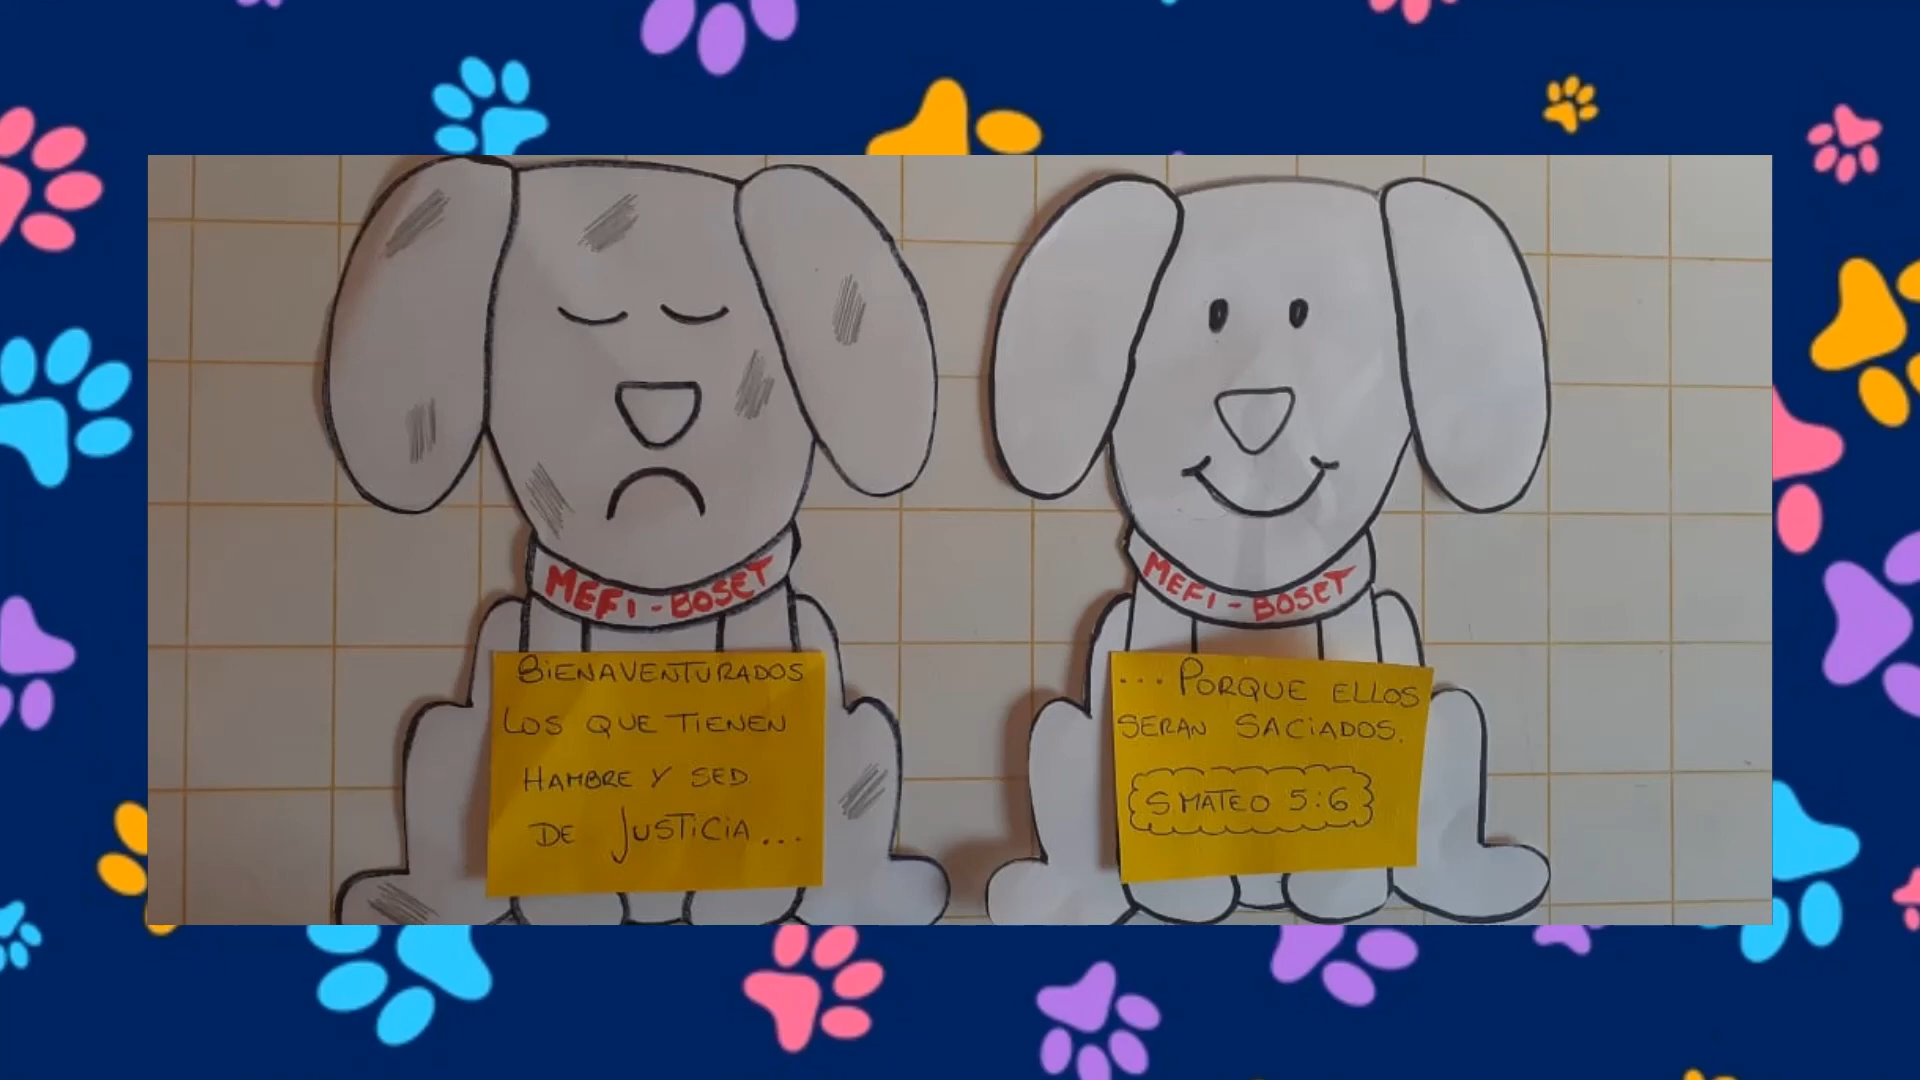 MEFI-BOSET
BIENAVENTURADOS
LOS QUE TIENEN
HAMBRE Y SED
DE JUSTICIA...
MEFI-BOSET
... PORQUE ELLOS
SERAN SACIADOS.
S MATEO 5:6